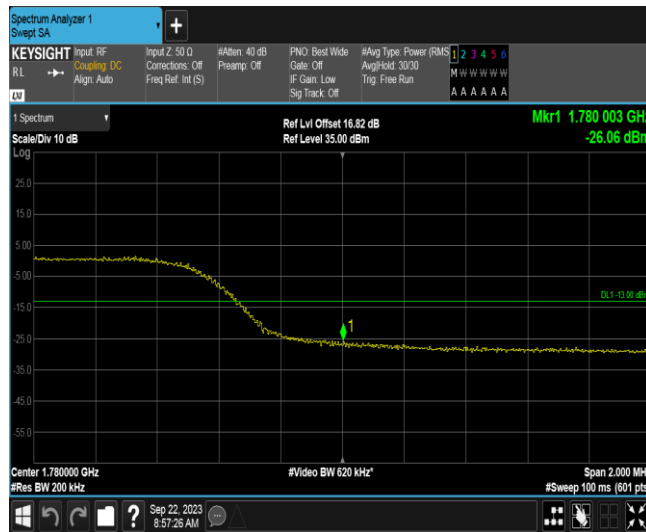 Spectrum Analyzer 1
Swept SA
+
KEYSIGHT
RL
LXI
Input: RF
Coupling: DC
Align: Auto
Input Z: 50 Ω
Corrections: Off
Freq Ref: Int (S)
#Atten: 40 dB
Preamp: Off
PNO: Best Wide
Gate: Off
IF Gain: Low
Sig Track: Off
#Avg Type: Power (RMS
Avg|Hold: 30/30
Trig: Free Run
1 2 3 4 5 6
M W W W W W
A A A A A A
1 Spectrum
Scale/Div 10 dB
Log
Ref Lvl Offset 16.82 dB
Ref Level 35.00 dBm
Mkr1 1.780 003 GHz
-26.06 dBm
25.0
15.0
5.00
-5.00
-15.0
-25.0
-35.0
-45.0
-55.0
DL1 -13.00 dBm
1
Center 1.780000 GHz
#Res BW 200 kHz
#Video BW 620 kHz*
Span 2.000 MH
#Sweep 100 ms (601 pts
?
Sep 22, 2023
8:57:26 AM